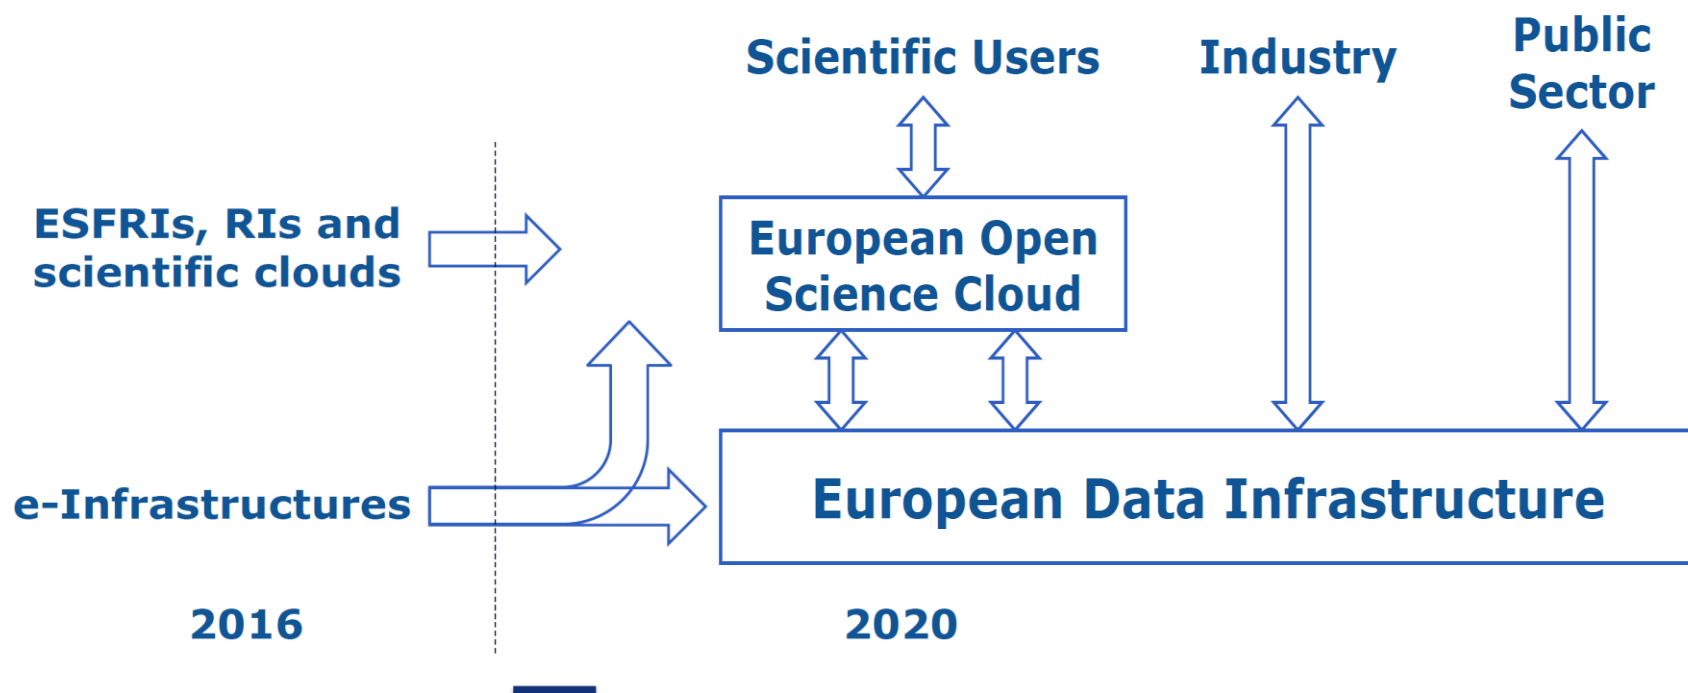 Scientific Users
Industry
Public
Sector
ESFRIs, RIs and
scientific clouds
European Open
Science Cloud
e-Infrastructures
European Data Infrastructure
2016
2020